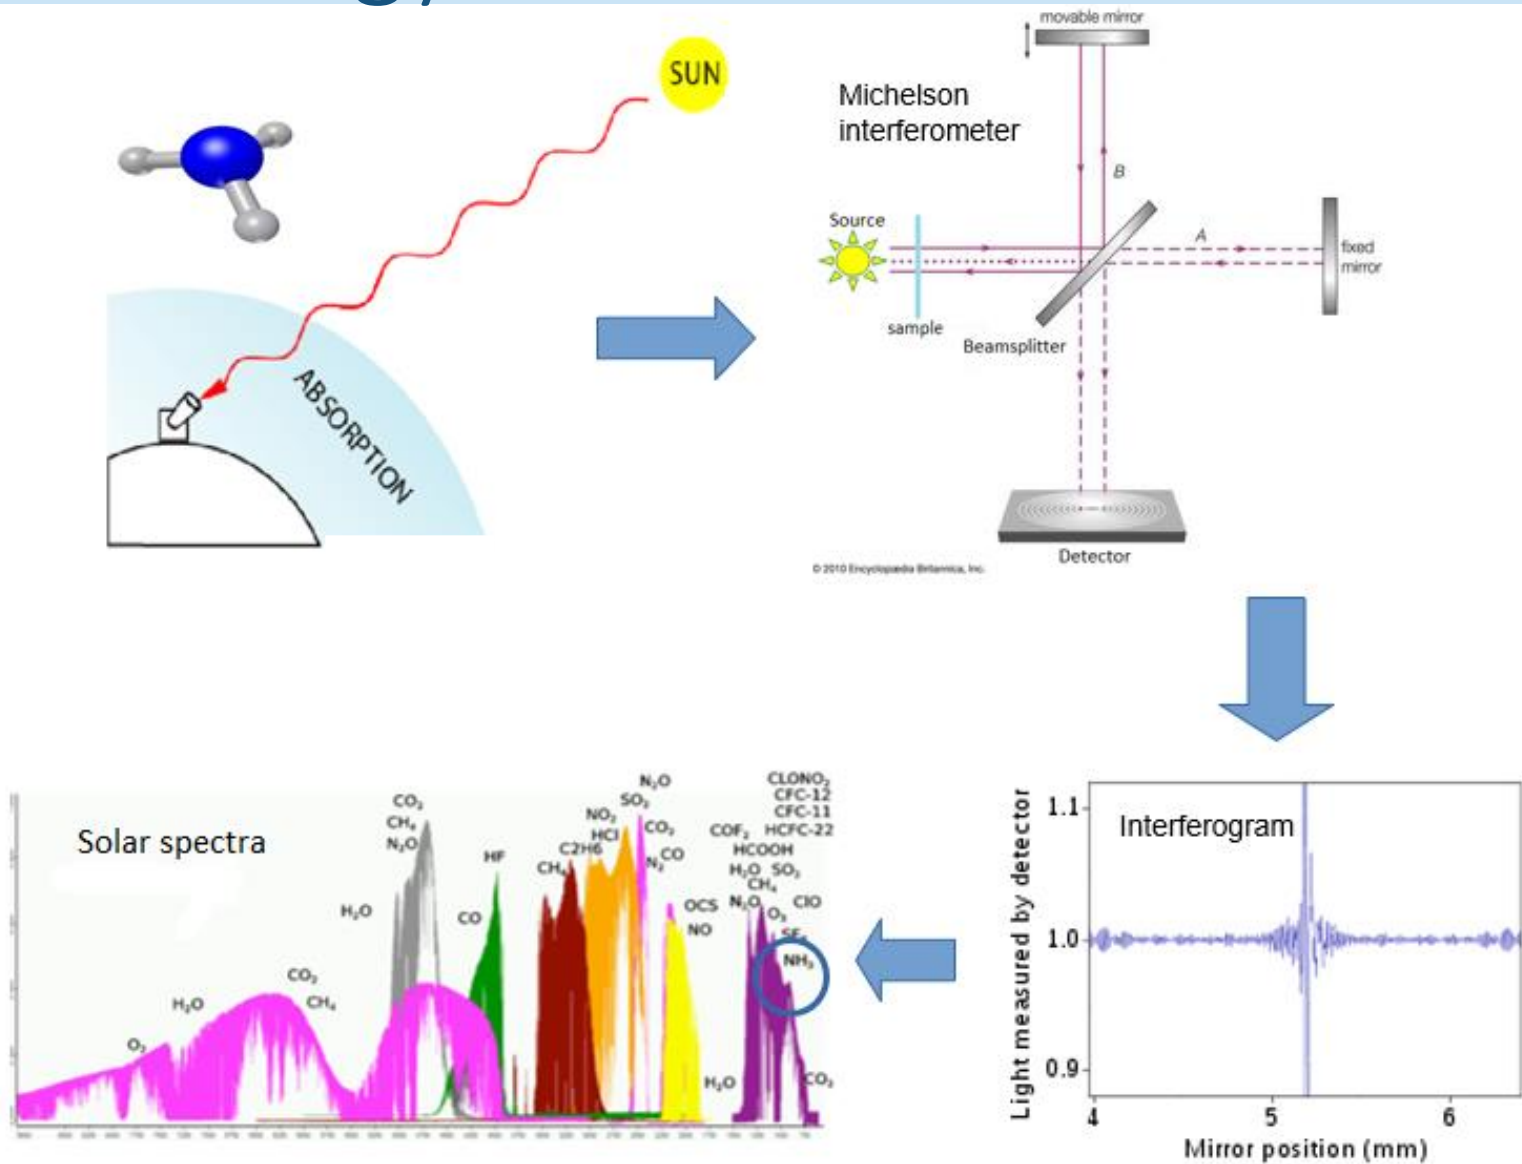 SUN
ABSORPTION
movable mirror
Michelson
interferometer
B
Source
A
fixed
mirror
sample
Beamsplitter
Detector
© 2010 Encyclopædia Britannica, Inc.
Solar spectra
O₂
H₂O
CO₂
CH₄
H₂O
CO₂
CH₄
N₂O
CO
HF
CH₄
C2H6
NO₂
HCl
SO₂
N₂O
CO₂
N₂
CO
OCS
NO
CLONO₂
CFC-12
CFC-11
COF₂ HCFC-22
HCOOH
H₂O SO₂
CH₄
N₂O O₃ ClO
NH₃
H₂O
CO₂
Interferogram
Light measured by detector
1.1
1.0
0.9
4 5 6
Mirror position (mm)